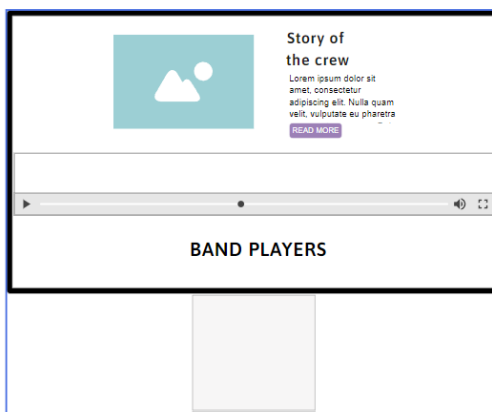 Story of
the crew
Lorem ipsum dolor sit
amet, consectetur
adipiscing elit. Nulla quam
velit, vulputate eu pharetra
READ MORE
BAND PLAYERS